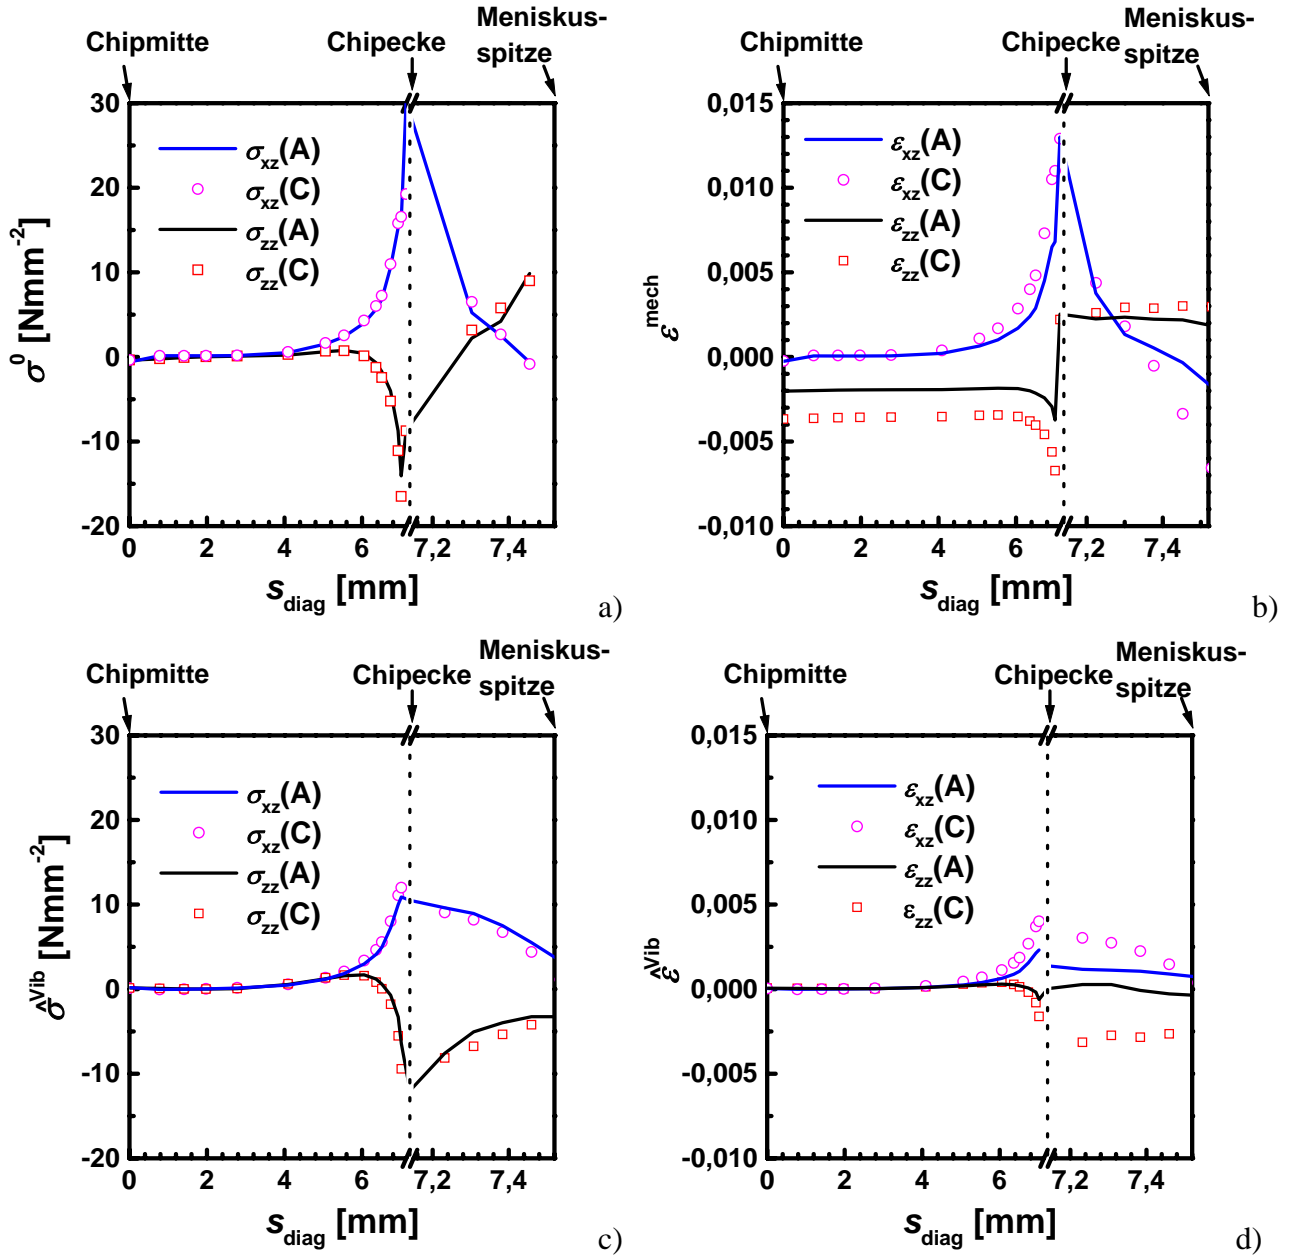 Chipmitte
Chipecke
Meniskus-
spitze
30
20
10
0
-10
-20
σ⁰ [Nmm⁻²]
σxz(A)
σxz(C)
σzz(A)
σzz(C)
0
2
4
6
7,2
7,4
sdiag [mm]
a)
Chipmitte
Chipecke
Meniskus-
spitze
0,015
0,010
0,005
0,000
-0,005
-0,010
εmech
εxz(A)
εxz(C)
εzz(A)
εzz(C)
0
2
4
6
7,2
7,4
sdiag [mm]
b)
Chipmitte
Chipecke
Meniskus-
spitze
30
20
10
0
-10
-20
σ̂Vib [Nmm⁻²]
σxz(A)
σxz(C)
σzz(A)
σzz(C)
0
2
4
6
7,2
7,4
sdiag [mm]
c)
Chipmitte
Chipecke
Meniskus-
spitze
0,015
0,010
0,005
0,000
-0,005
-0,010
ε̂Vib
εxz(A)
εxz(C)
εzz(A)
εzz(C)
0
2
4
6
7,2
7,4
sdiag [mm]
d)